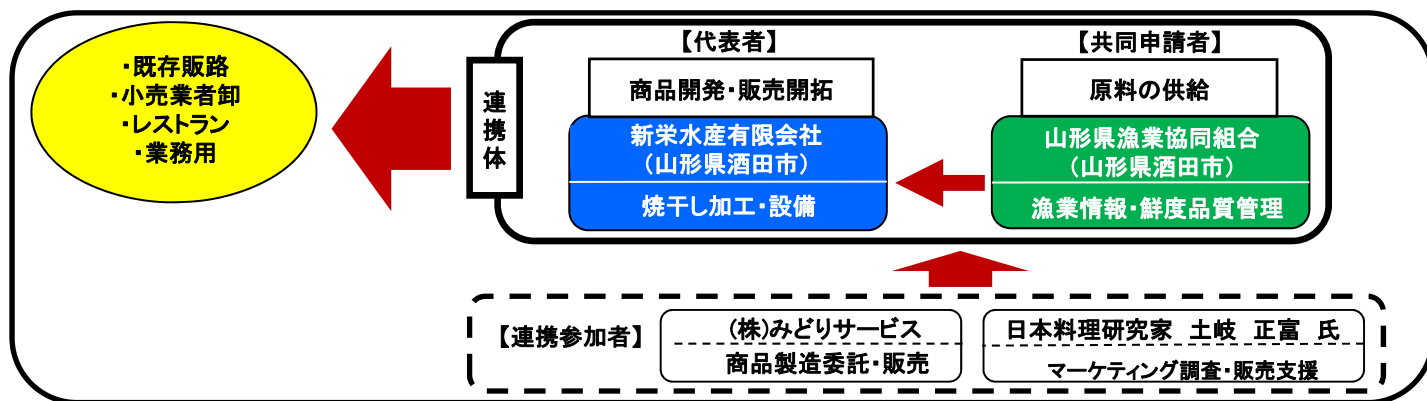 ・既存販路
・小売業者卸
・レストラン
・業務用
連携体
【代表者】
商品開発・販売開拓
新栄水産有限会社
(山形県酒田市)
焼干し加工・設備
【共同申請者】
原料の供給
山形県漁業協同組合
(山形県酒田市)
漁業情報・鮮度品質管理
【連携参加者】
(株)みどりサービス
商品製造委託・販売
日本料理研究家 土岐 正富 氏
マーケティング調査・販売支援